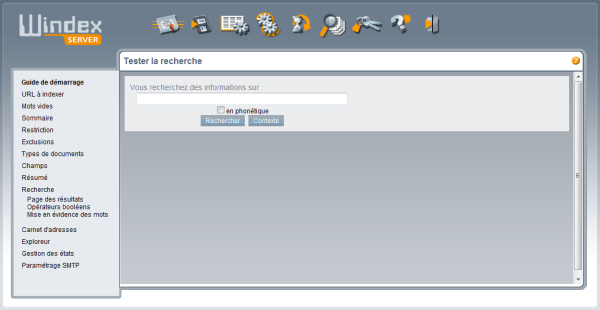 Windex
SERVER
Tester la recherche
?
Guide de démarrage
URL à indexer
Mots vides
Sommaire
Restriction
Exclusions
Types de documents
Champs
Résumé
Recherche
Page des résultats
Opérateurs booléens
Mise en évidence des mots
Carnet d'adresses
Exploreur
Gestion des états
Paramétrage SMTP
Vous recherchez des informations sur
en phonétique
Rechercher Contexte